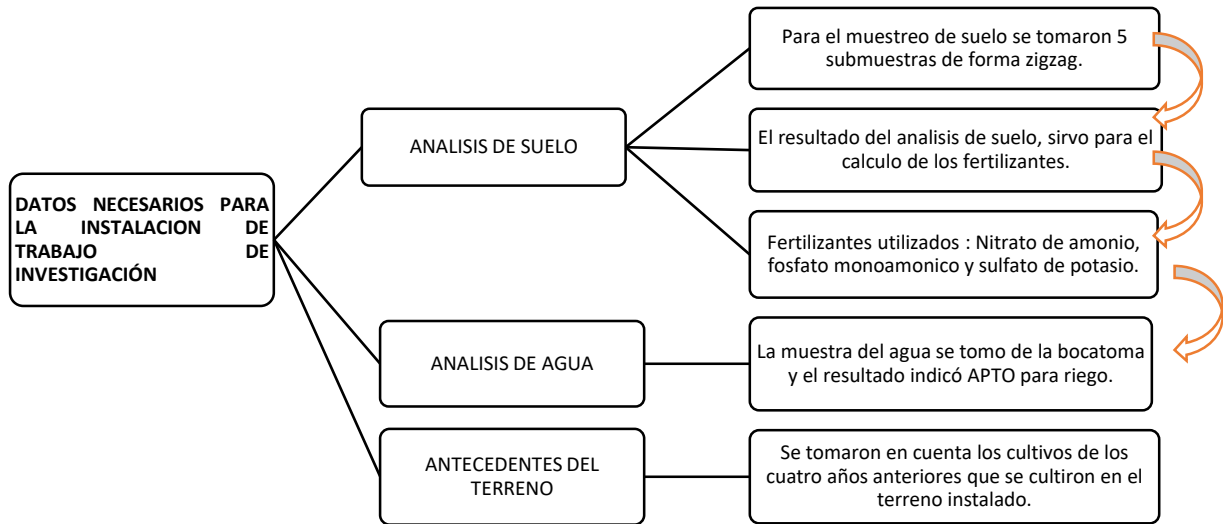 DATOS NECESARIOS PARA
LA INSTALACION DE
TRABAJO DE
INVESTIGACIÓN
ANALISIS DE SUELO
Para el muestreo de suelo se tomaron 5
submuestras de forma zigzag.
El resultado del analisis de suelo, sirvo para el
calculo de los fertilizantes.
Fertilizantes utilizados : Nitrato de amonio,
fosfato monoamonico y sulfato de potasio.
ANALISIS DE AGUA
La muestra del agua se tomo de la bocatoma
y el resultado indicó APTO para riego.
ANTECEDENTES DEL
TERRENO
Se tomaron en cuenta los cultivos de los
cuatro años anteriores que se cultiron en el
terreno instalado.